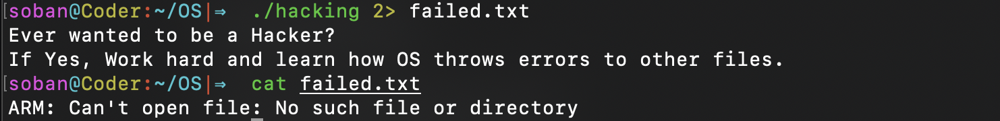 [soban@Coder:~/OS|⇒  ./hacking 2> failed.txt
Ever wanted to be a Hacker?
If Yes, Work hard and learn how OS throws errors to other files.
[soban@Coder:~/OS|⇒  cat failed.txt
ARM: Can't open file: No such file or directory